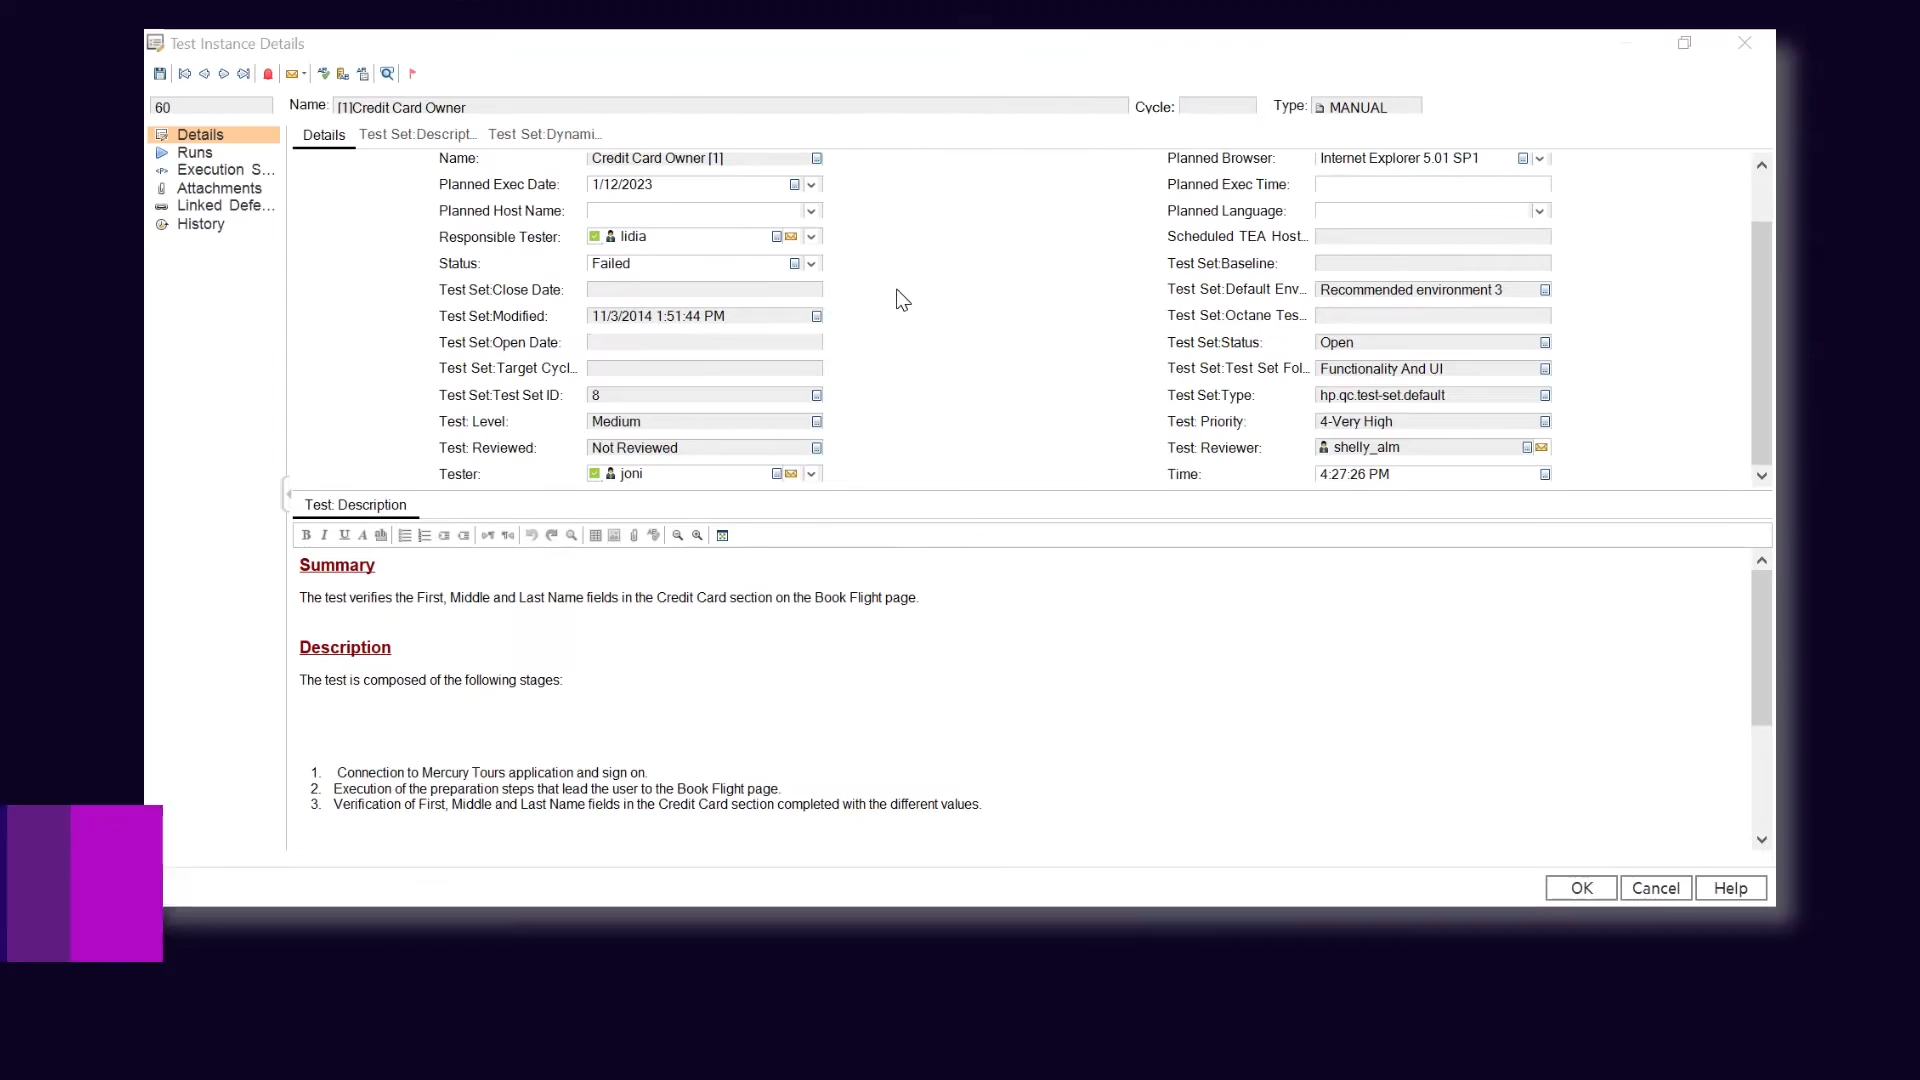 Test Instance Details
60
Name: [1]Credit Card Owner
Cycle:
Type: MANUAL
Details
Runs
Execution S...
Attachments
Linked Defe...
History
Details Test Set:Descript... Test Set:Dynami...
Name: Credit Card Owner [1]
Planned Browser: Internet Explorer 5.01 SP1
Planned Exec Date: 1/12/2023
Planned Exec Time:
Planned Host Name:
Planned Language:
Responsible Tester: lidia
Scheduled TEA Host...
Status: Failed
Test Set:Baseline:
Test Set:Close Date:
Test Set:Default Env... Recommended environment 3
Test Set:Modified: 11/3/2014 1:51:44 PM
Test Set:Octane Tes...
Test Set:Open Date:
Test Set:Status: Open
Test Set:Target Cycl...
Test Set:Test Set Fol... Functionality And UI
Test Set:Test Set ID: 8
Test Set:Type: hp.qc.test-set.default
Test: Level: Medium
Test: Priority: 4-Very High
Test: Reviewed: Not Reviewed
Test: Reviewer: shelly_alm
Tester: joni
Time: 4:27:26 PM
Test: Description
Summary
The test verifies the First, Middle and Last Name fields in the Credit Card section on the Book Flight page.
Description
The test is composed of the following stages:
1. Connection to Mercury Tours application and sign on.
2. Execution of the preparation steps that lead the user to the Book Flight page.
3. Verification of First, Middle and Last Name fields in the Credit Card section completed with the different values.
OK Cancel Help